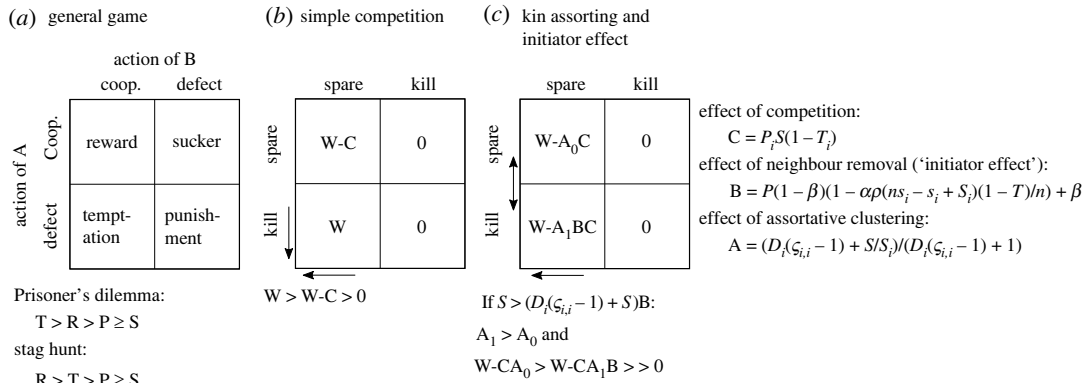 (a) general game
action of B
coop. defect
action of A
Coop.
defect
reward
sucker
tempt-
ation
punish-
ment
Prisoner's dilemma:
T > R > P ≥ S
stag hunt:
R > T > P ≥ S
(b) simple competition
spare kill
spare
kill
W-C
0
W
0
W > W-C > 0
(c) kin assorting and
initiator effect
spare kill
spare
kill
W-A₀C
0
W-A₁BC
0
If S > (Dᵢ(ςᵢ,ᵢ – 1) + S)B:
A₁ > A₀ and
W-CA₀ > W-CA₁B > > 0
effect of competition:
C = PᵢS(1 – Tᵢ)
effect of neighbour removal ('initiator effect'):
B = P(1 – β)(1 – αρ(nsᵢ – sᵢ + Sᵢ)(1 – T)/n) + β
effect of assortative clustering:
A = (Dᵢ(ςᵢ,ᵢ – 1) + S/Sᵢ)/(Dᵢ(ςᵢ,ᵢ – 1) + 1)